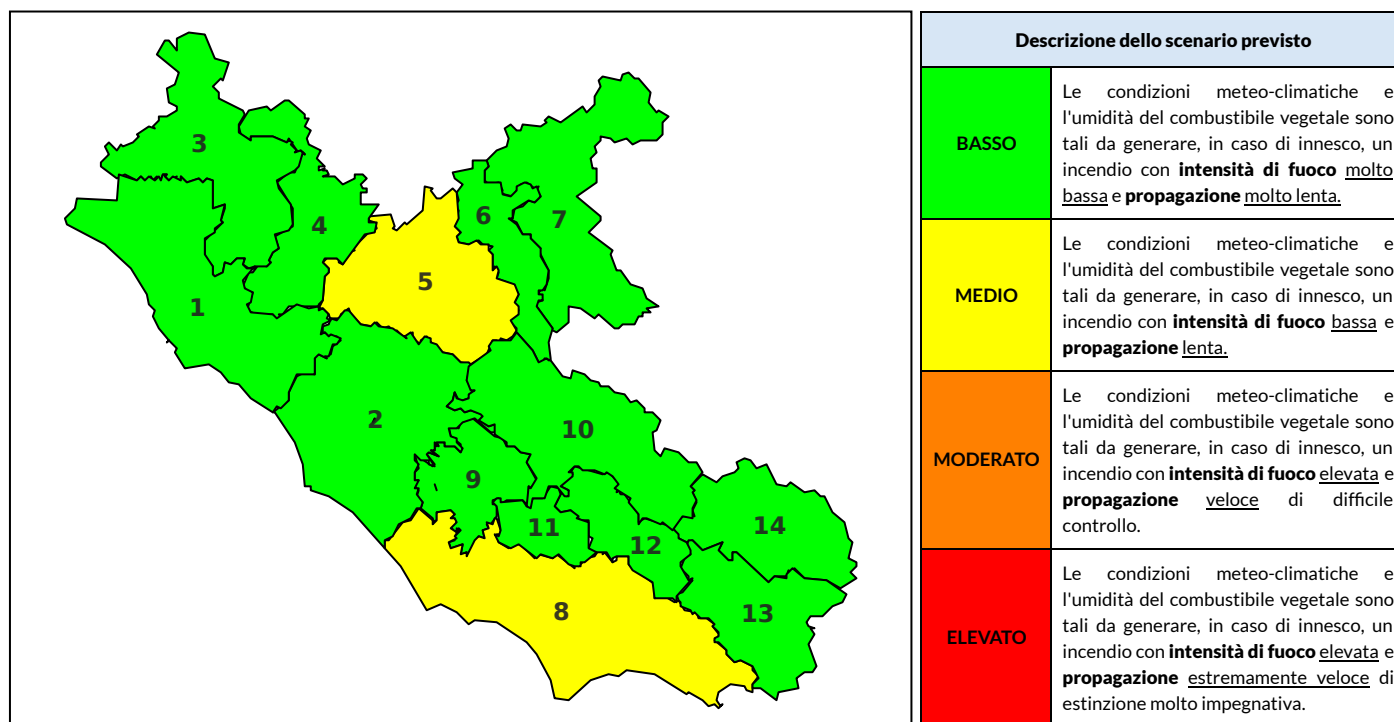 3
4
6
7
5
1
2
10
9
11
12
14
8
13
Descrizione dello scenario previsto
BASSO
Le condizioni meteo-climatiche e
l'umidità del combustibile vegetale sono
tali da generare, in caso di innesco, un
incendio con intensità di fuoco molto
bassa e propagazione molto lenta.
MEDIO
Le condizioni meteo-climatiche e
l'umidità del combustibile vegetale sono
tali da generare, in caso di innesco, un
incendio con intensità di fuoco bassa e
propagazione lenta.
MODERATO
Le condizioni meteo-climatiche e
l'umidità del combustibile vegetale sono
tali da generare, in caso di innesco, un
incendio con intensità di fuoco elevata e
propagazione veloce di difficile
controllo.
ELEVATO
Le condizioni meteo-climatiche e
l'umidità del combustibile vegetale sono
tali da generare, in caso di innesco, un
incendio con intensità di fuoco elevata e
propagazione estremamente veloce di
estinzione molto impegnativa.